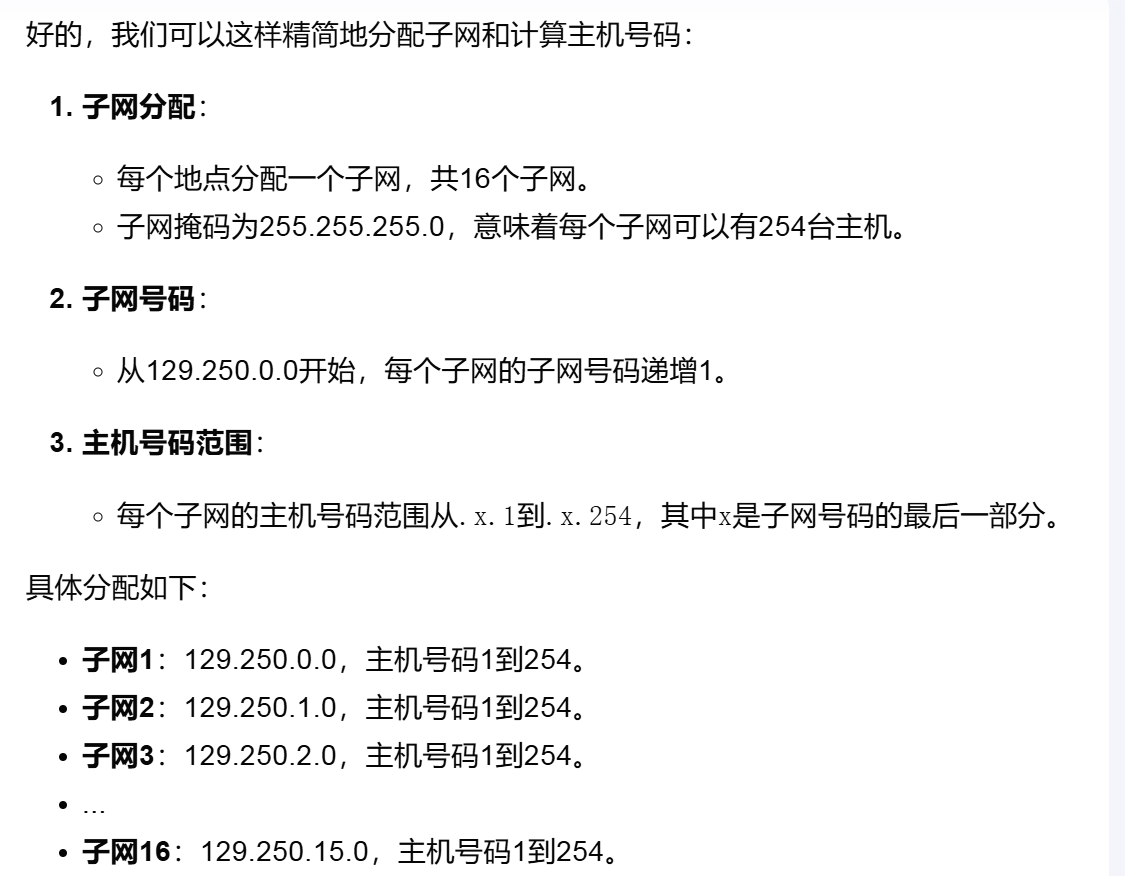 好的，我们可以这样精简地分配子网和计算主机号码：
1. 子网分配：
○ 每个地点分配一个子网，共16个子网。
○ 子网掩码为255.255.255.0，意味着每个子网可以有254台主机。
2. 子网号码：
○ 从129.250.0.0开始，每个子网的子网号码递增1。
3. 主机号码范围：
○ 每个子网的主机号码范围从.x.1到.x.254，其中x是子网号码的最后一部分。
具体分配如下：
• 子网1：129.250.0.0，主机号码1到254。
• 子网2：129.250.1.0，主机号码1到254。
• 子网3：129.250.2.0，主机号码1到254。
• ...
• 子网16：129.250.15.0，主机号码1到254。